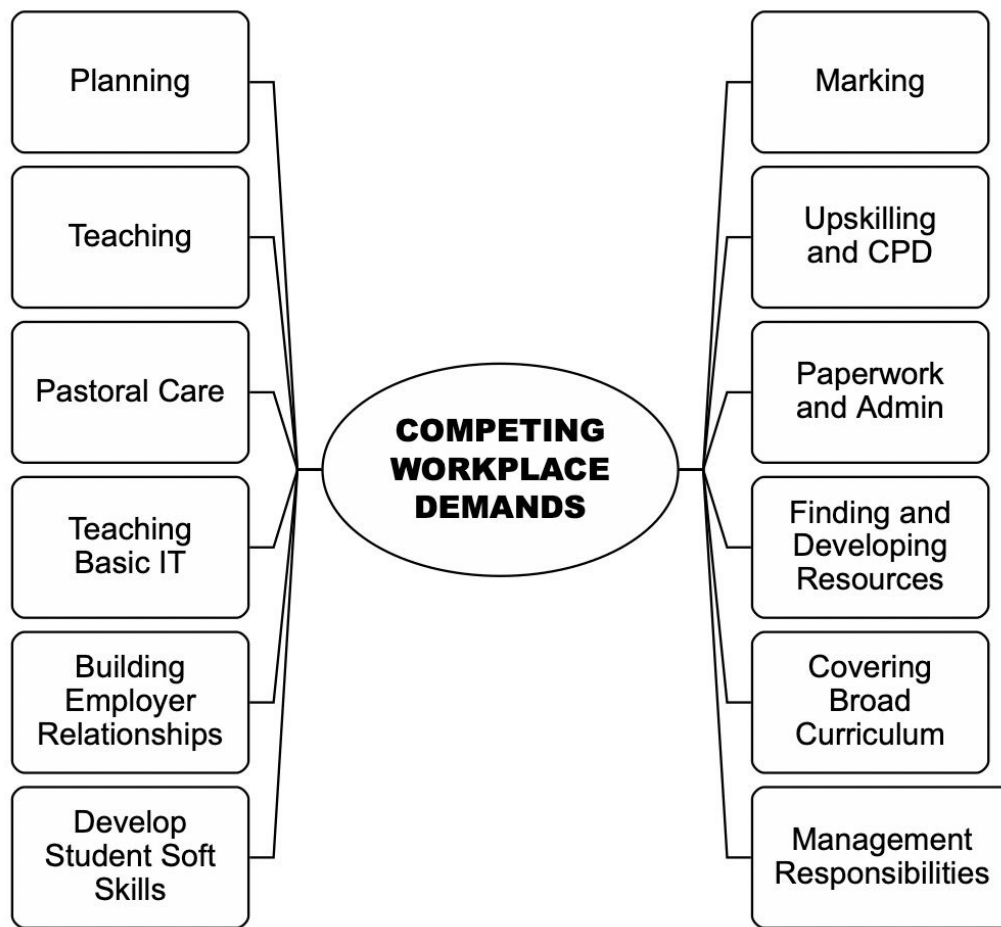 Planning
Teaching
Pastoral Care
Teaching
Basic IT
Building
Employer
Relationships
Develop
Student Soft
Skills
COMPETING
WORKPLACE
DEMANDS
Marking
Upskilling
and CPD
Paperwork
and Admin
Finding and
Developing
Resources
Covering
Broad
Curriculum
Management
Responsibilities